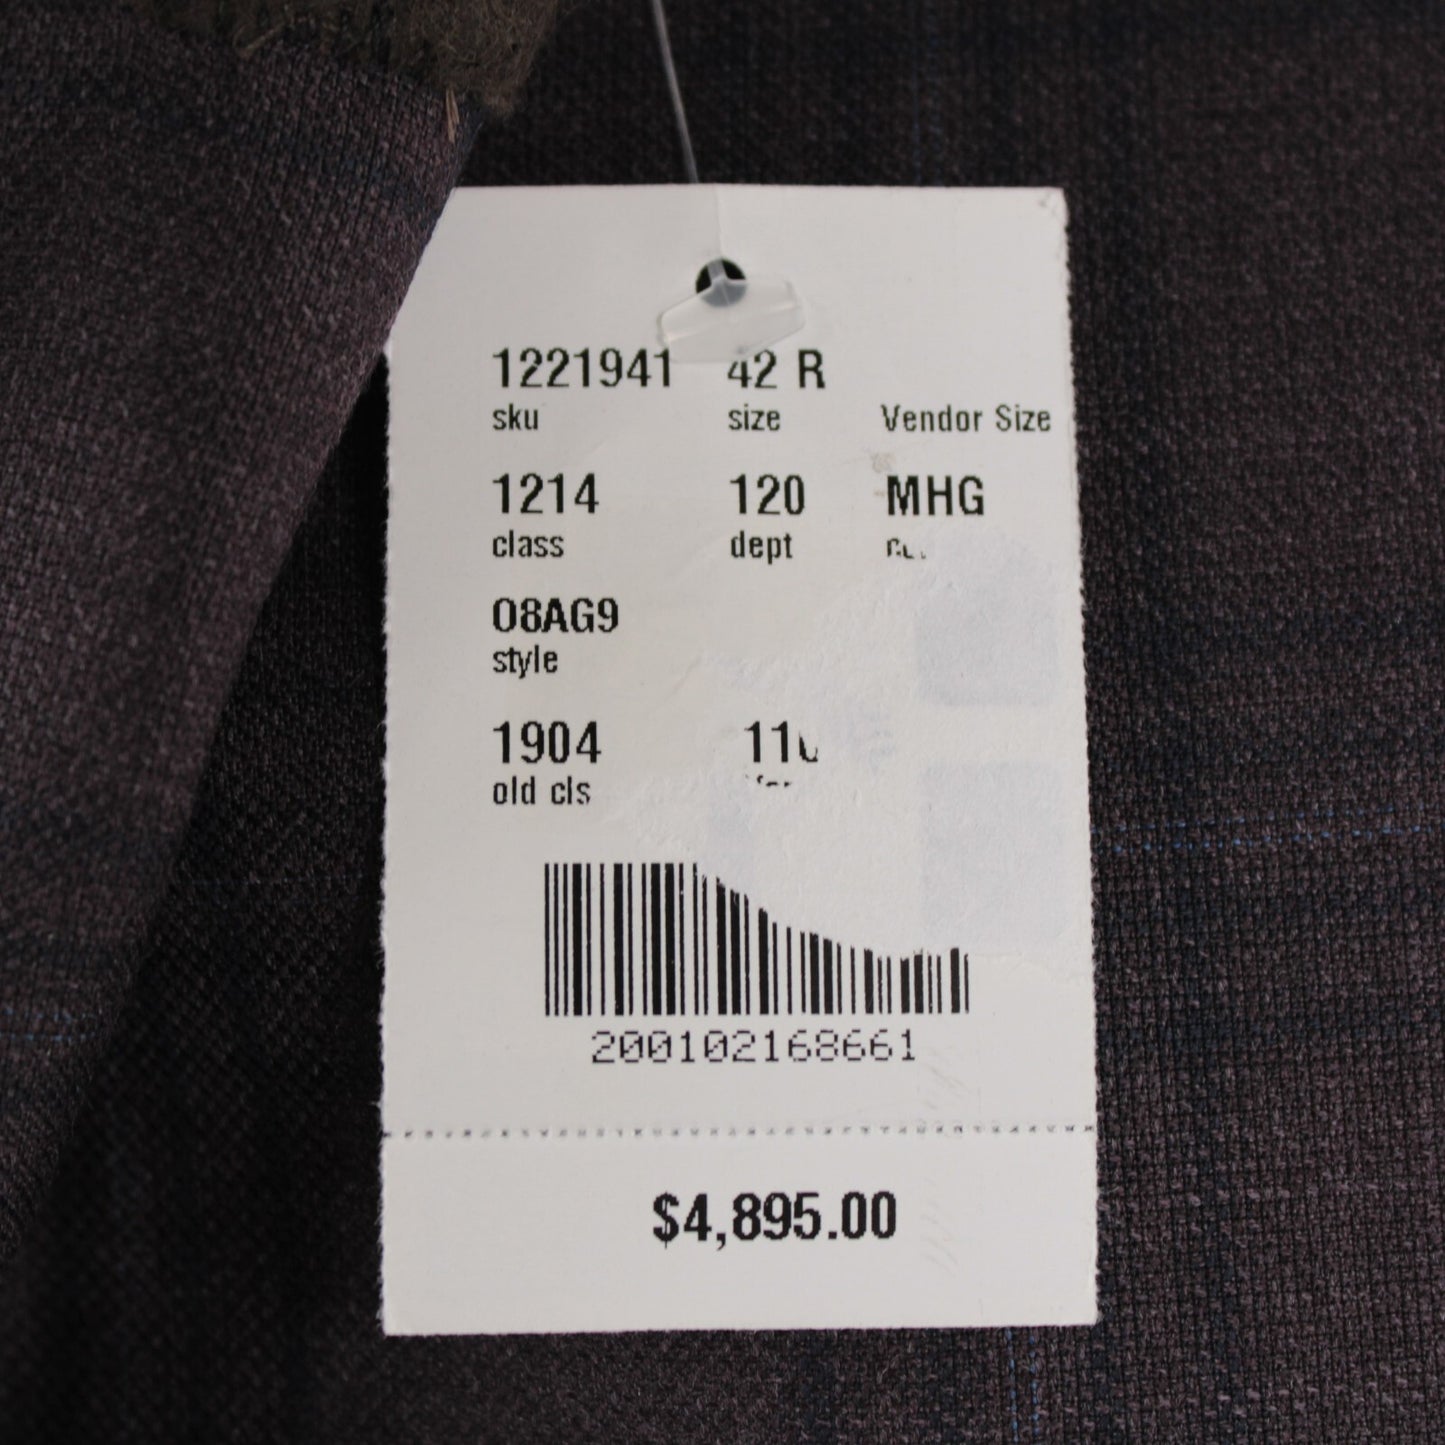 1221941 42 R
sku size Vendor Size
1214 120 MHG
class dept
08AG9
style
1904
old cls
200102168661
$4,895.00